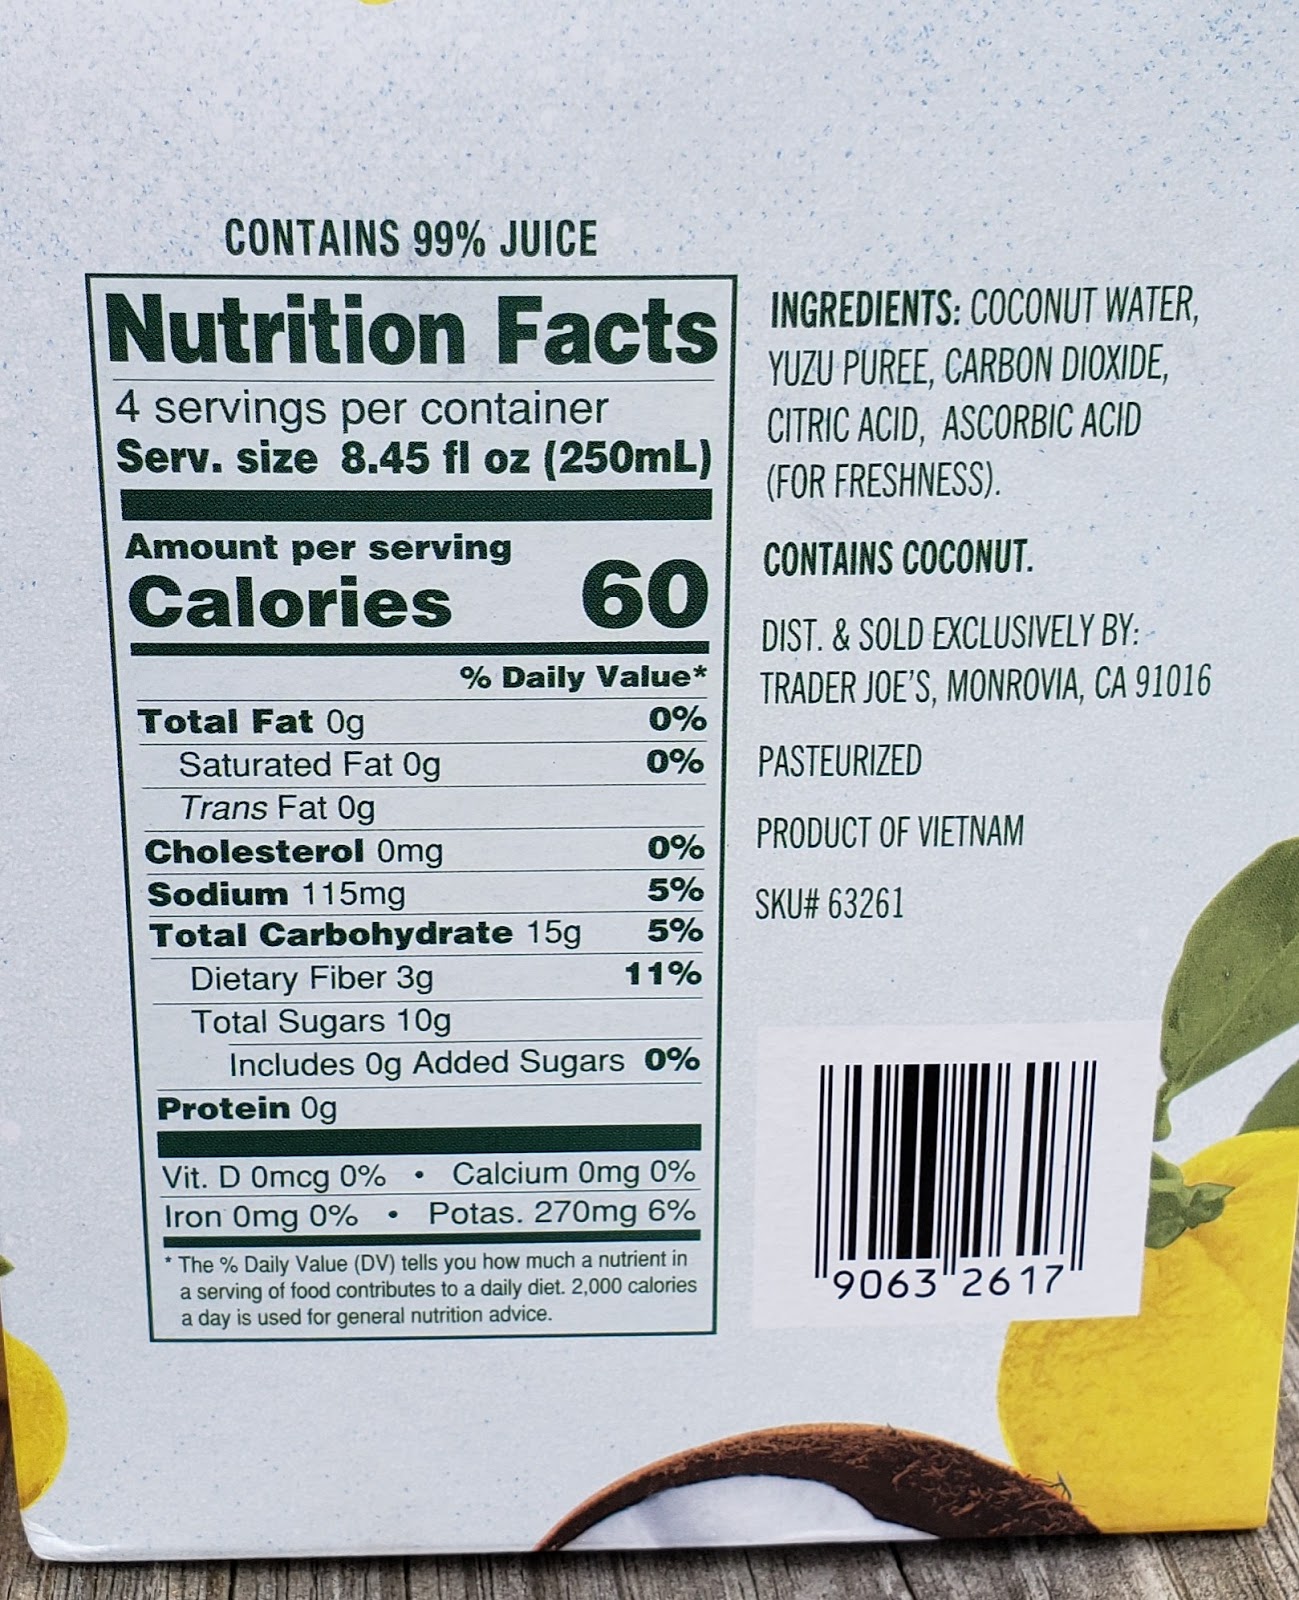 CONTAINS 99% JUICE
Nutrition Facts
4 servings per container
Serv. size 8.45 fl oz (250mL)
Amount per serving
Calories 60
% Daily Value*
Total Fat 0g 0%
Saturated Fat 0g 0%
Trans Fat 0g
Cholesterol 0mg 0%
Sodium 115mg 5%
Total Carbohydrate 15g 5%
Dietary Fiber 3g 11%
Total Sugars 10g
Includes 0g Added Sugars 0%
Protein 0g
Vit. D 0mcg 0% • Calcium 0mg 0%
Iron 0mg 0% • Potas. 270mg 6%
* The % Daily Value (DV) tells you how much a nutrient in
a serving of food contributes to a daily diet. 2,000 calories
a day is used for general nutrition advice.
INGREDIENTS: COCONUT WATER,
YUZU PUREE, CARBON DIOXIDE,
CITRIC ACID, ASCORBIC ACID
(FOR FRESHNESS).
CONTAINS COCONUT.
DIST. & SOLD EXCLUSIVELY BY:
TRADER JOE'S, MONROVIA, CA 91016
PASTEURIZED
PRODUCT OF VIETNAM
SKU# 63261
9063 2617